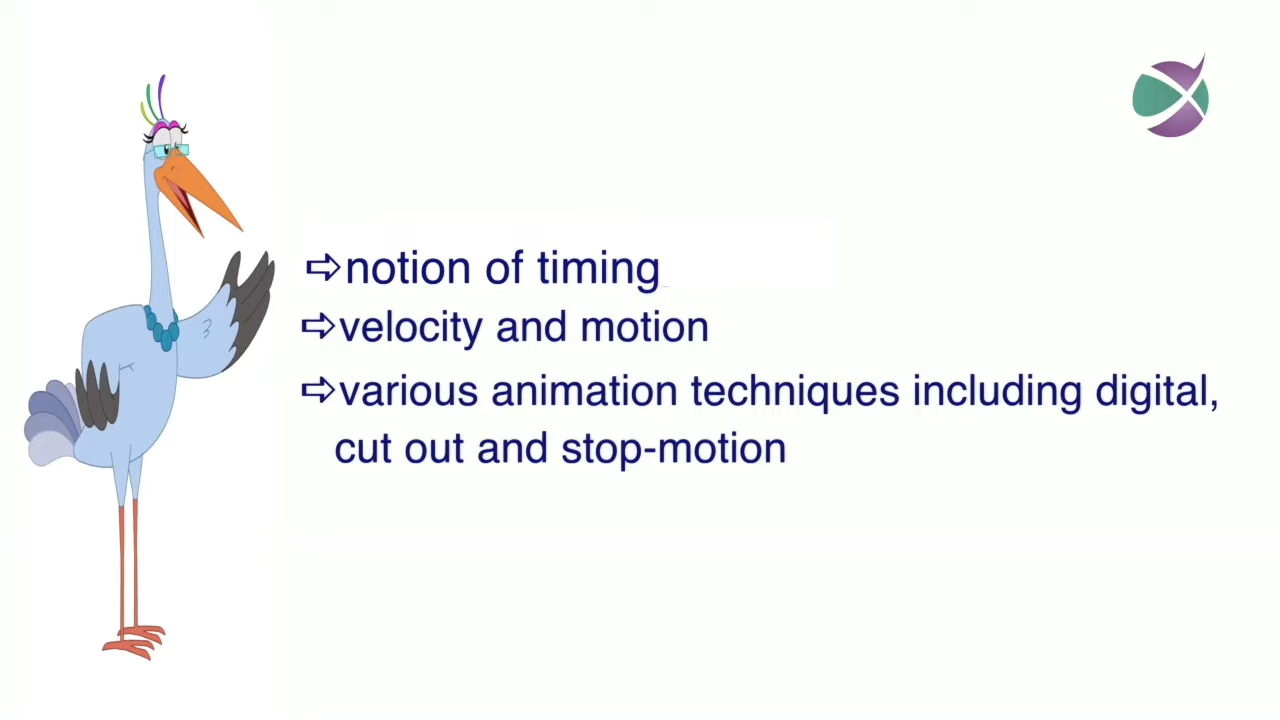 ⇨notion of timing
⇨velocity and motion
⇨various animation techniques including digital,
cut out and stop-motion